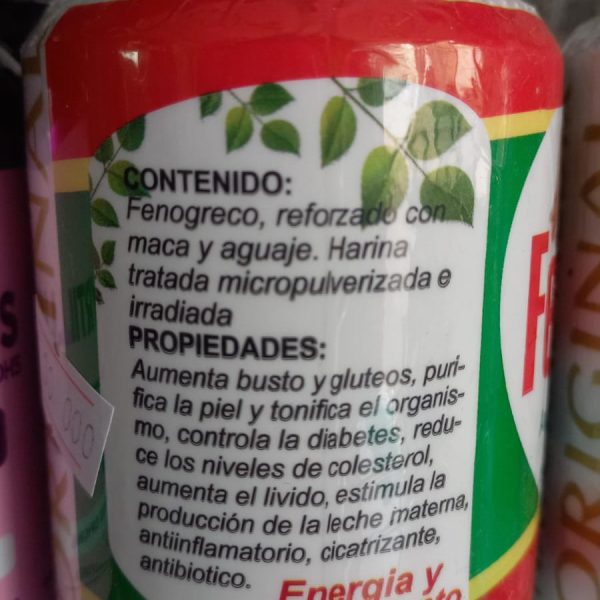 CONTENIDO:
Fenogreco, reforzado con
maca y aguaje. Harina
tratada micropulverizada e
irradiada
PROPIEDADES:
Aumenta busto y gluteos, puri-
fica la piel y tonifica el organis-
mo, controla la diabetes, redu-
ce los niveles de colesterol,
aumenta el livido, estimula la
producción de la leche materna,
antiinflamatorio, cicatrizante,
antibiotico.
Energia y
ORIGINAL